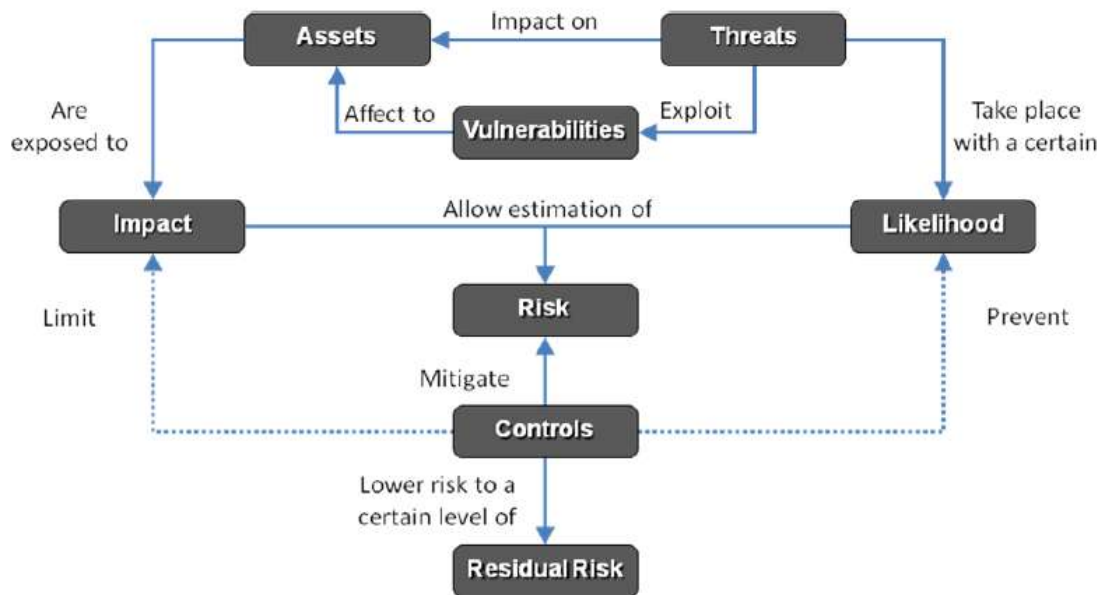 Assets
Impact on
Threats
Are
exposed to
Affect to
Vulnerabilities
Exploit
Take place
with a certain
Impact
Allow estimation of
Likelihood
Limit
Risk
Prevent
Mitigate
Controls
Lower risk to a
certain level of
Residual Risk